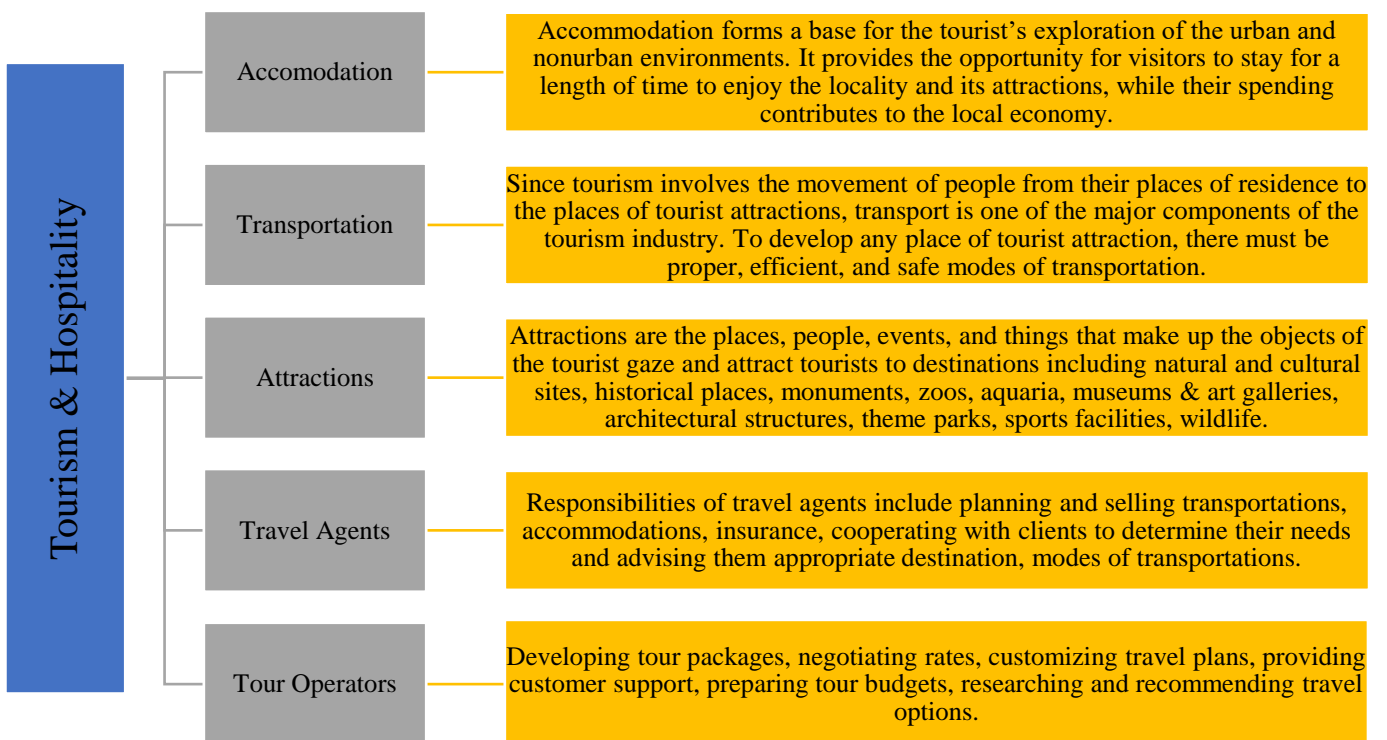 Tourism & Hospitality
Accomodation
Accommodation forms a base for the tourist’s exploration of the urban and
nonurban environments. It provides the opportunity for visitors to stay for a
length of time to enjoy the locality and its attractions, while their spending
contributes to the local economy.
Transportation
Since tourism involves the movement of people from their places of residence to
the places of tourist attractions, transport is one of the major components of the
tourism industry. To develop any place of tourist attraction, there must be
proper, efficient, and safe modes of transportation.
Attractions
Attractions are the places, people, events, and things that make up the objects of
the tourist gaze and attract tourists to destinations including natural and cultural
sites, historical places, monuments, zoos, aquaria, museums & art galleries,
architectural structures, theme parks, sports facilities, wildlife.
Travel Agents
Responsibilities of travel agents include planning and selling transportations,
accommodations, insurance, cooperating with clients to determine their needs
and advising them appropriate destination, modes of transportations.
Tour Operators
Developing tour packages, negotiating rates, customizing travel plans, providing
customer support, preparing tour budgets, researching and recommending travel
options.